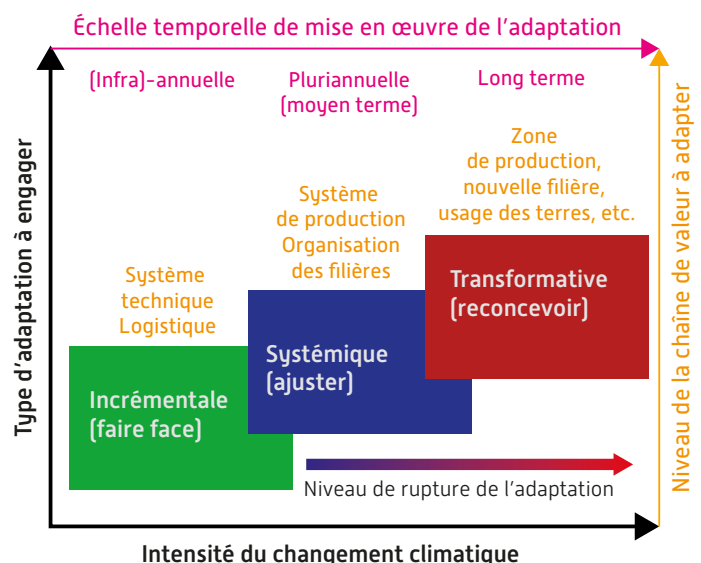 Échelle temporelle de mise en œuvre de l’adaptation
(Infra)-annuelle
Pluriannuelle
(moyen terme)
Long terme
Zone
de production,
nouvelle filière,
usage des terres, etc.
Système
de production
Organisation
des filières
Système
technique
Logistique
Transformative
(reconcevoir)
Systémique
(ajuster)
Incrémentale
(faire face)
Niveau de rupture de l’adaptation
Type d’adaptation à engager
Niveau de la chaîne de valeur à adapter
Intensité du changement climatique